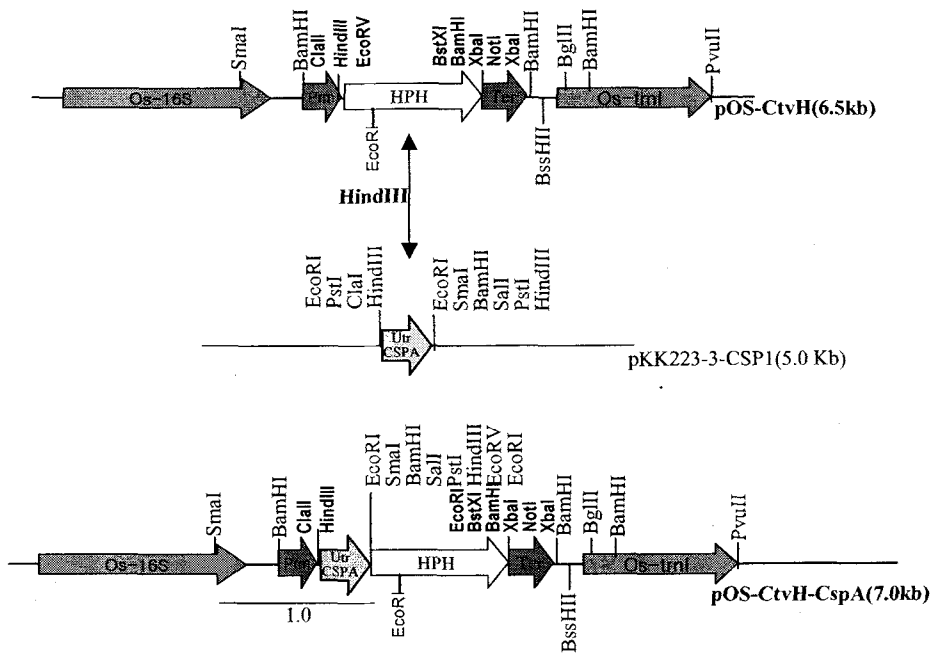 SmaI
BamHI
ClaII
HindIII
EcoRV
BstXI
BamHI
XbaI
NotI
XbaI
BamHI
BglII
BamHI
PvuII
Os-16S
Prrn
HPH
Ter
Os-trnI
pOS-CtvH(6.5kb)
EcoRI
BssHII
HindIII
EcoRI
PstI
ClaI
HindIII
EcoRI
SmaI
BamHI
SalI
PstI
HindIII
Utr
CSPA
pKK223-3-CSP1(5.0 Kb)
EcoRI
SmaI
BamHI
SalI
PstI
HindIII
EcoRV
EcoRI
SmaI
BamHI
ClaII
HindIII
EcoRI
BstXI
BamHI
XbaI
NotI
XbaI
BamHI
BglII
BamHI
PvuII
Os-16S
Utr
CSPA
HPH
Os-trnI
pOS-CtvH-CspA(7.0kb)
1.0
EcoRI
BssHII